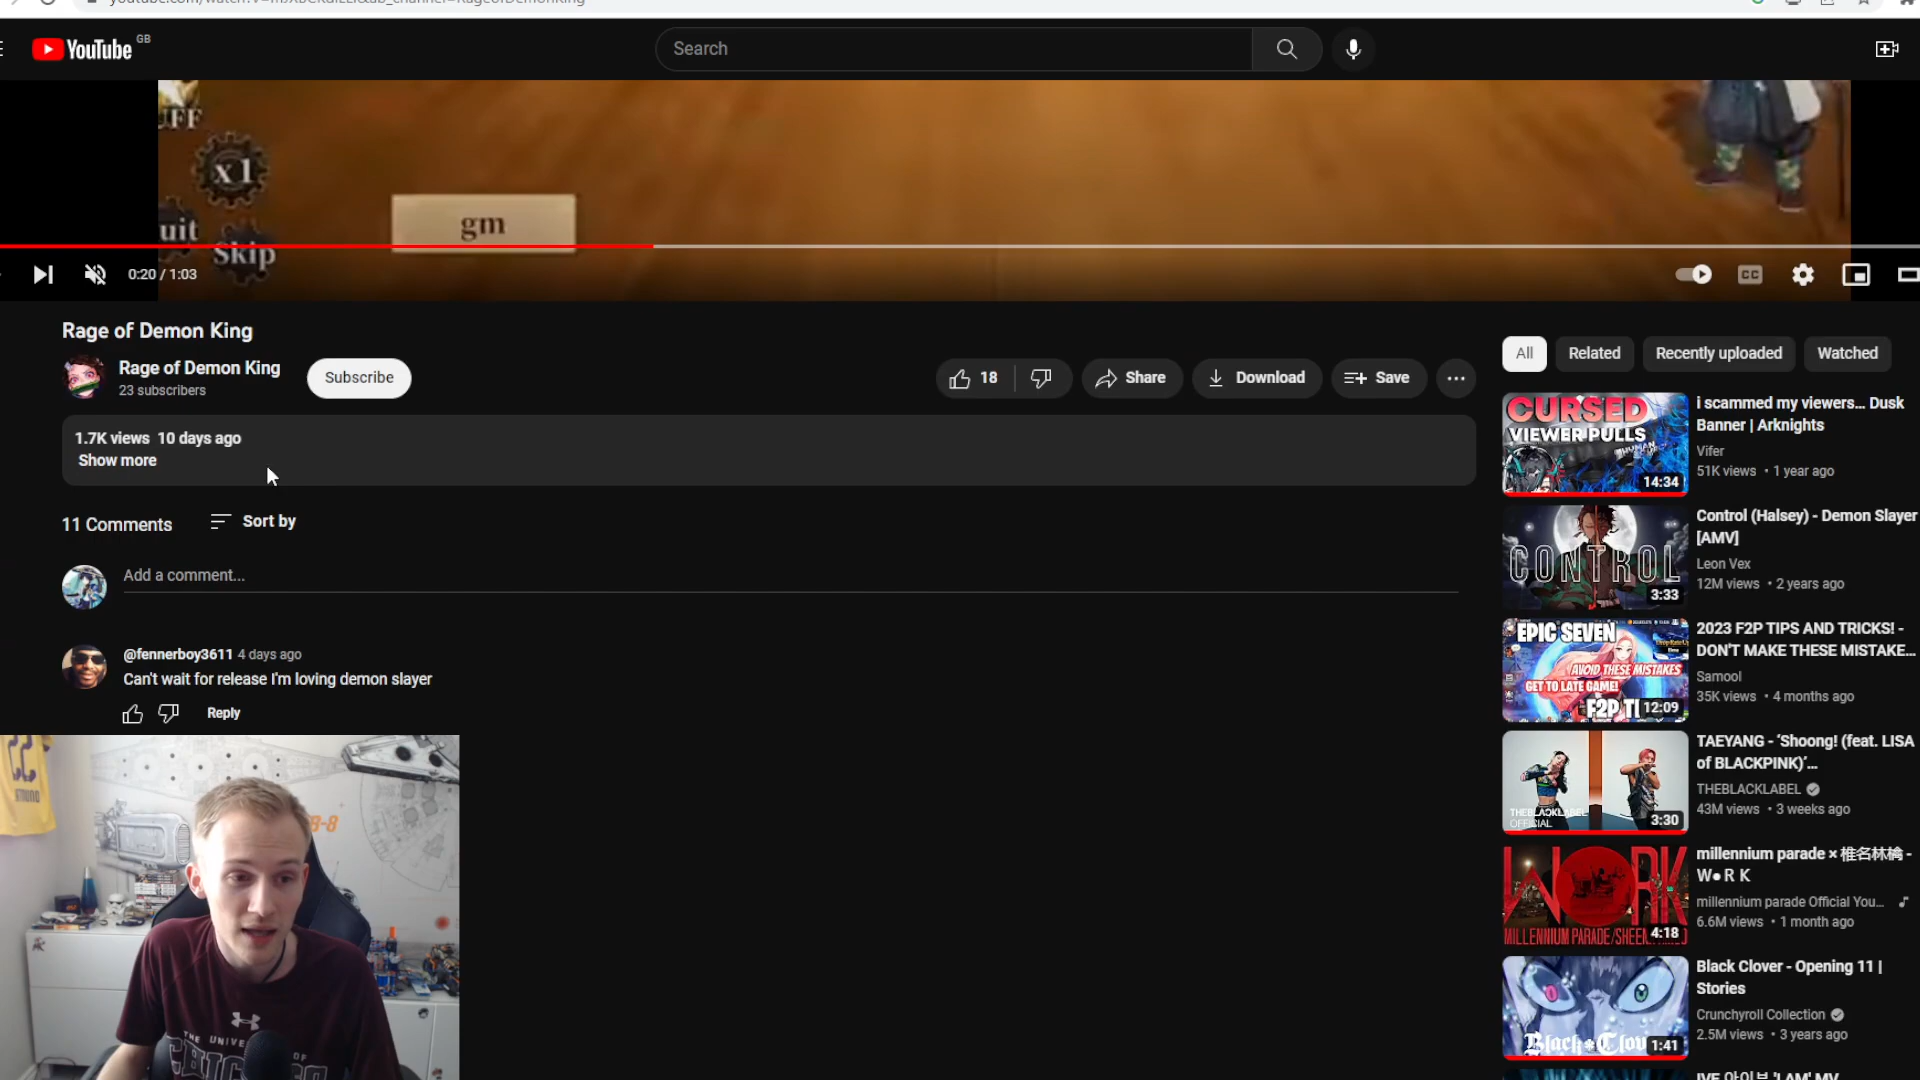 YouTube GB
Search
UFF
x1
gm
uit
Skip
0:20 / 1:03
CC
Rage of Demon King
Rage of Demon King
23 subscribers
Subscribe
18
Share
Download
Save
1.7K views 10 days ago
Show more
11 Comments
Sort by
Add a comment...
@fennerboy3611 4 days ago
Can't wait for release I'm loving demon slayer
Reply
All
Related
Recently uploaded
Watched
CURSED
VIEWER PULLS
14:34
i scammed my viewers... Dusk
Banner | Arknights
Vifer
51K views • 1 year ago
CONTROL
3:33
Control (Halsey) - Demon Slayer
[AMV]
Leon Vex
12M views • 2 years ago
EPIC SEVEN
AVOID THESE MISTAKES
GET TO LATE GAME!
F2P TI
12:09
2023 F2P TIPS AND TRICKS! -
DON'T MAKE THESE MISTAKE...
Samool
35K views • 4 months ago
THEBLACKLABEL
OFFICIAL
3:30
TAEYANG - 'Shoong! (feat. LISA
of BLACKPINK)'...
THEBLACKLABEL
43M views • 3 weeks ago
WORK
MILLENNIUM PARADE/SHEENA
4:18
millennium parade × 椎名林檎 -
W●R K
millennium parade Official You...
6.6M views • 1 month ago
Black Clov
1:41
Black Clover - Opening 11 |
Stories
Crunchyroll Collection
2.5M views • 3 years ago
22
THE UNIVE OF
CHICAGO